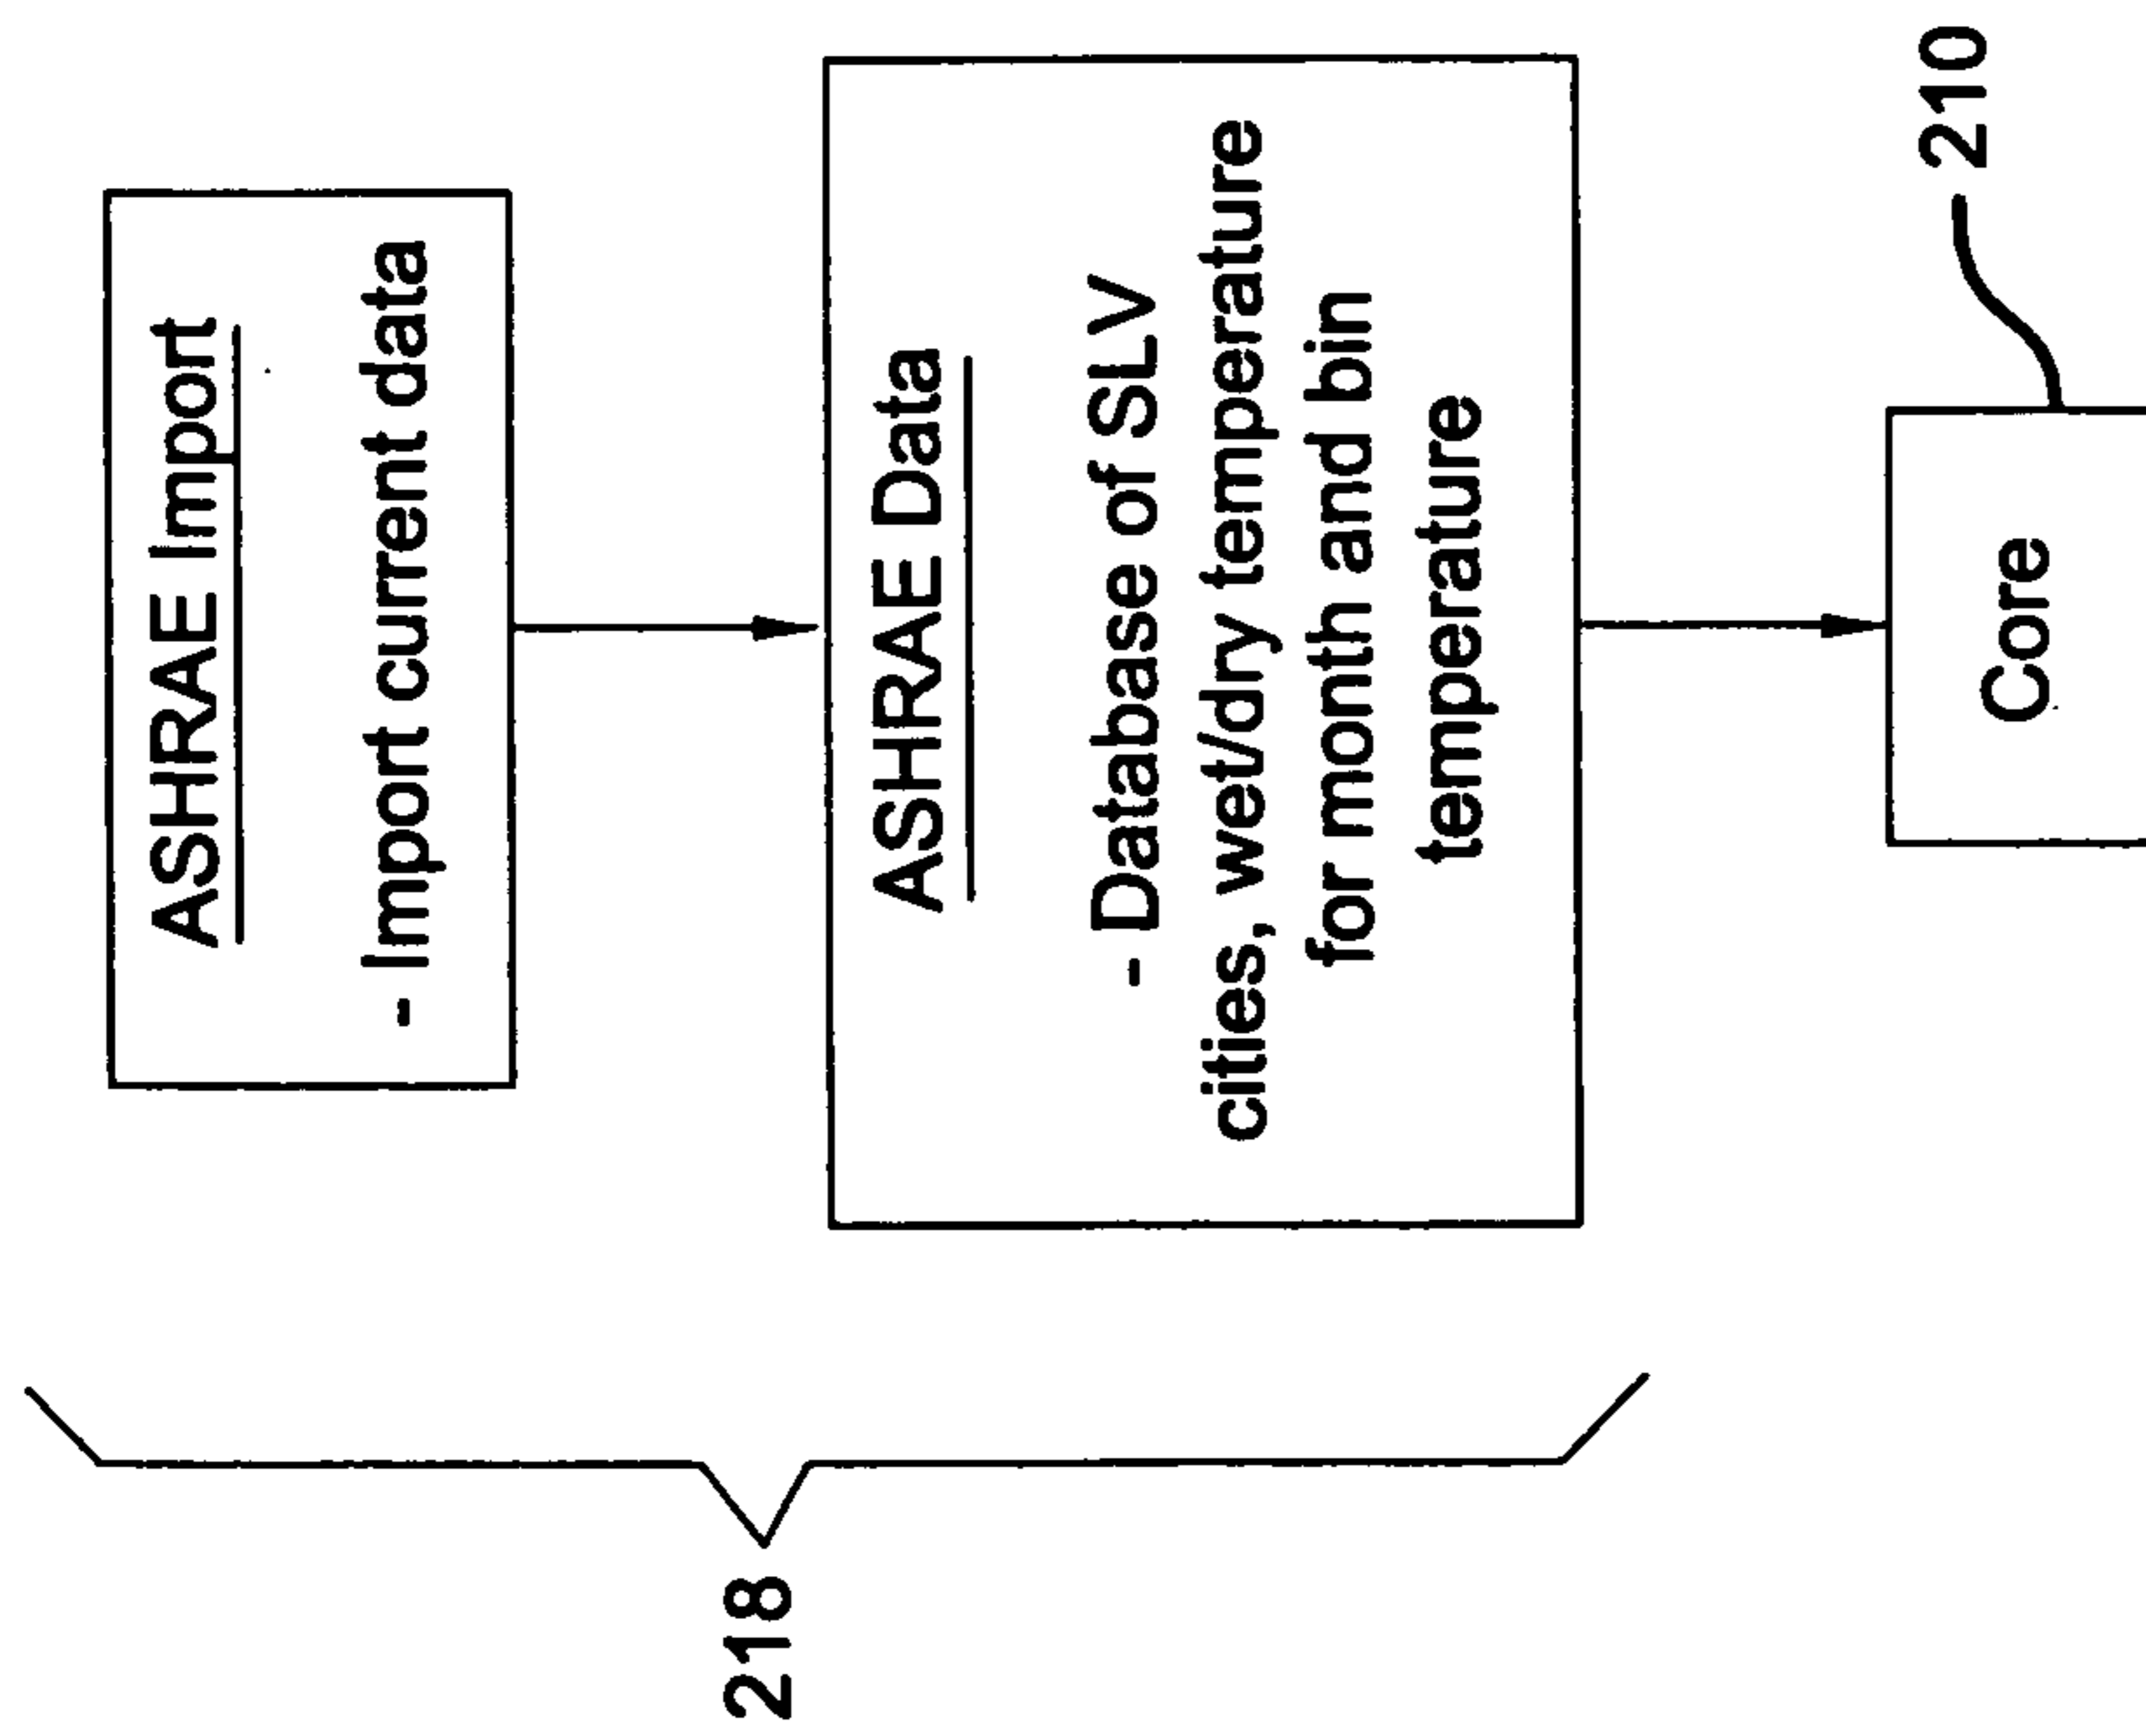 ASHRAE Import
- Import current data
ASHRAE Data
- Database of SLV
cities, wet/dry temperature
for month and bin
temperature
Core
210
218